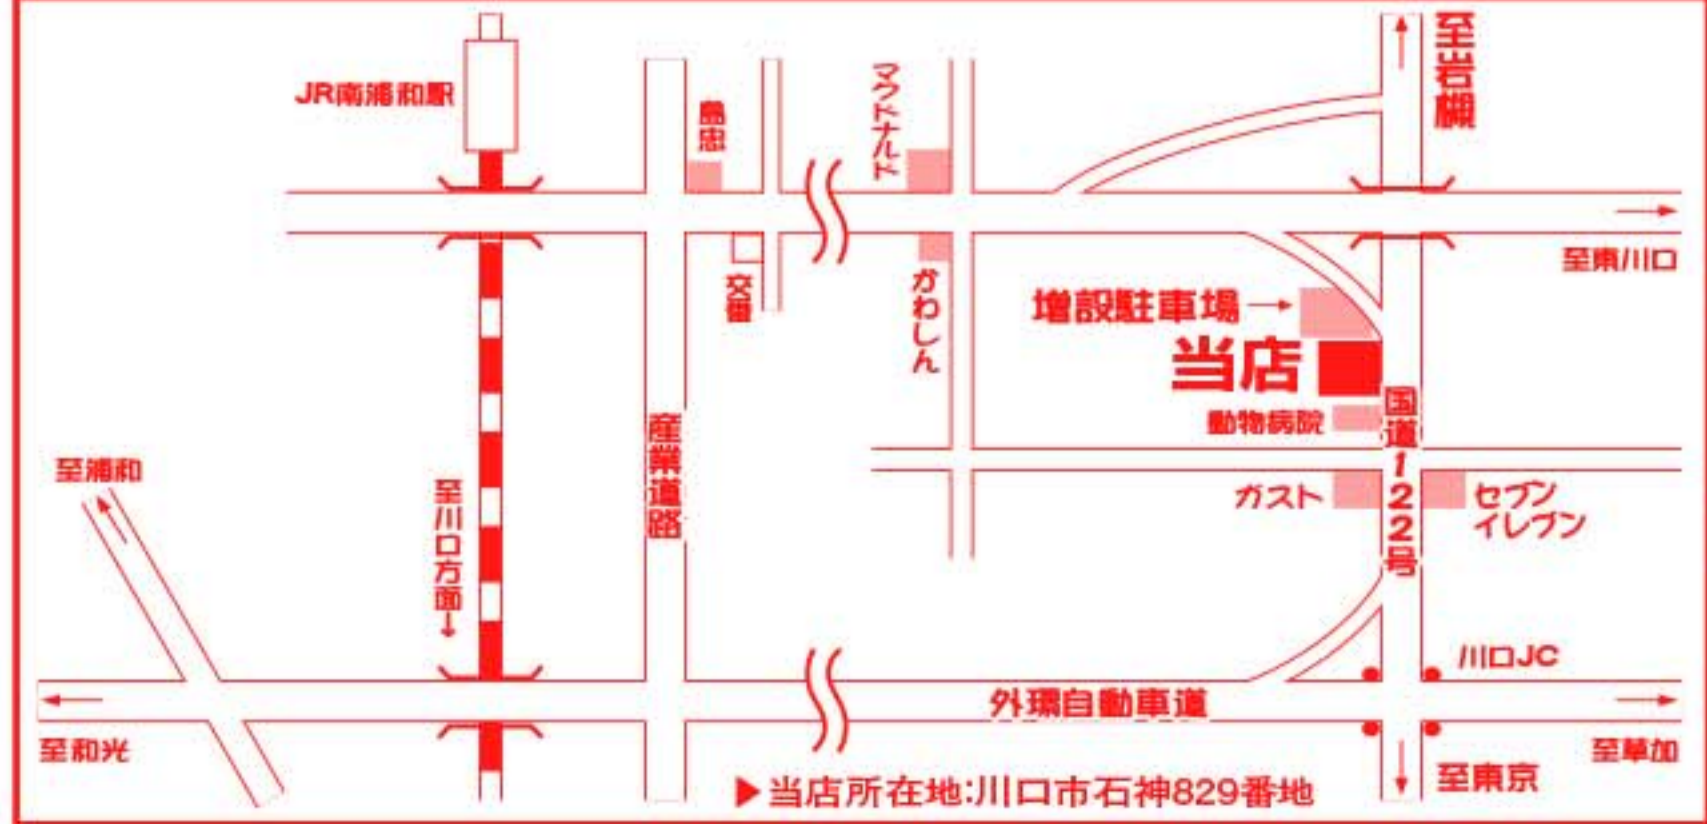 JR南浦和駅
島忠
マクドナルド
至岩槻
至東川口
交番
がわしん
増設駐車場→
当店
動物病院
国道122号
産業道路
至浦和
至川口方面→
ガスト
セブン
イレブン
川口JC
外環自動車道
至和光
至草加
至東京
▶当店所在地:川口市石神829番地